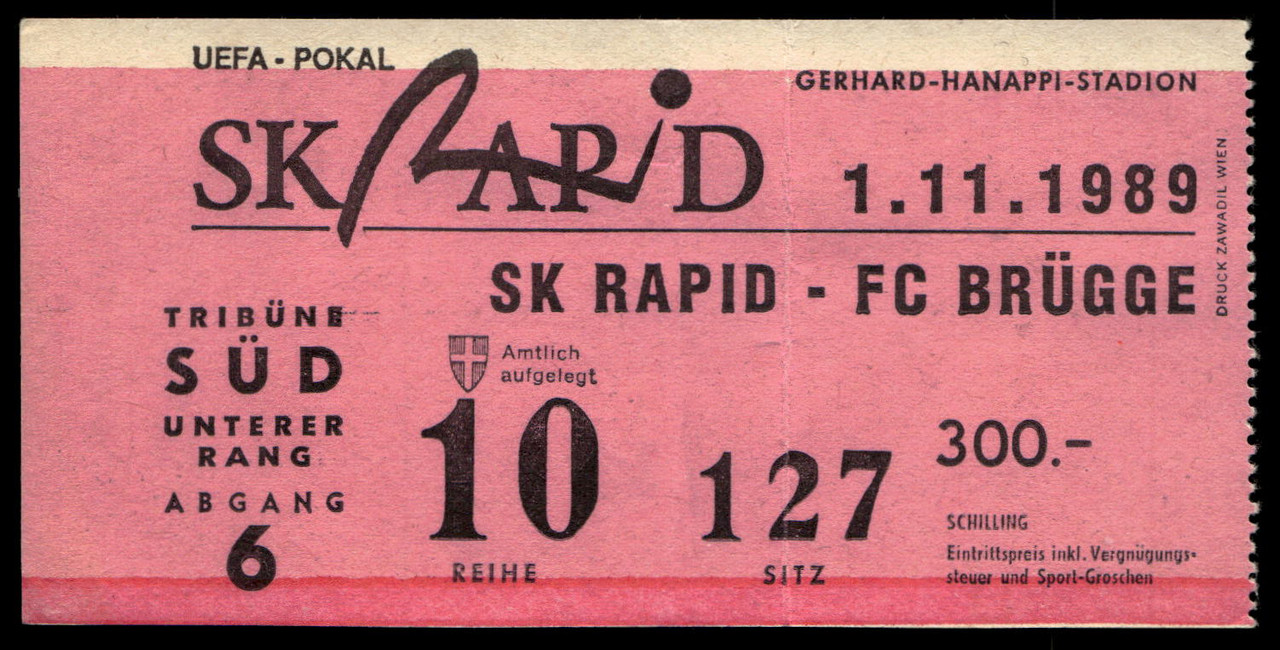 UEFA - POKAL
GERHARD-HANAPPI-STADION
SK RAPiD
1.11.1989
SK RAPID - FC BRÜGGE
DRUCK ZAWADIL WIEN
TRIBÜNE
SÜD
UNTERER
RANG
ABGANG
6
Amtlich
aufgelegt
10
REIHE
127
SITZ
300.-
SCHILLING
Eintrittspreis inkl. Vergnügungs-
steuer und Sport-Groschen